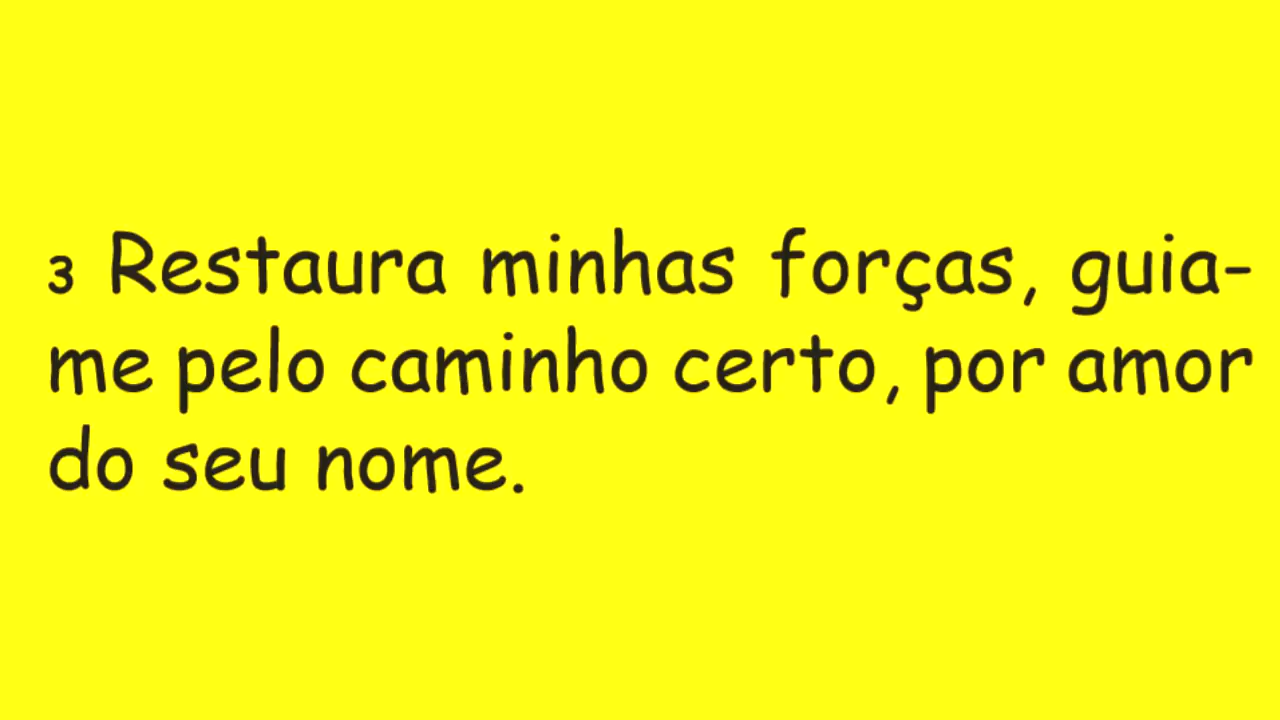 3 Restaura minhas forças, guia-
me pelo caminho certo, por amor
do seu nome.